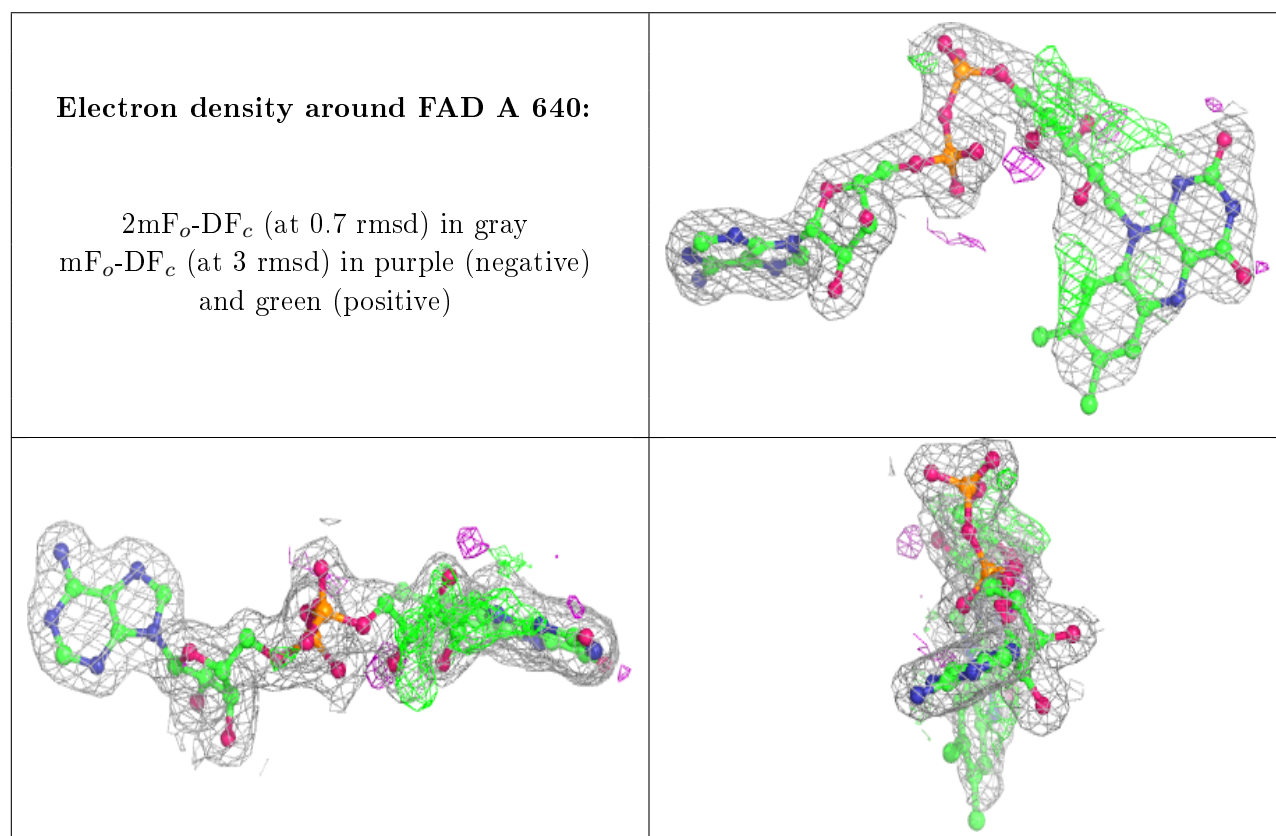 Electron density around FAD A 640:
2mFo-DFc (at 0.7 rmsd) in gray
mFo-DFc (at 3 rmsd) in purple (negative)
and green (positive)